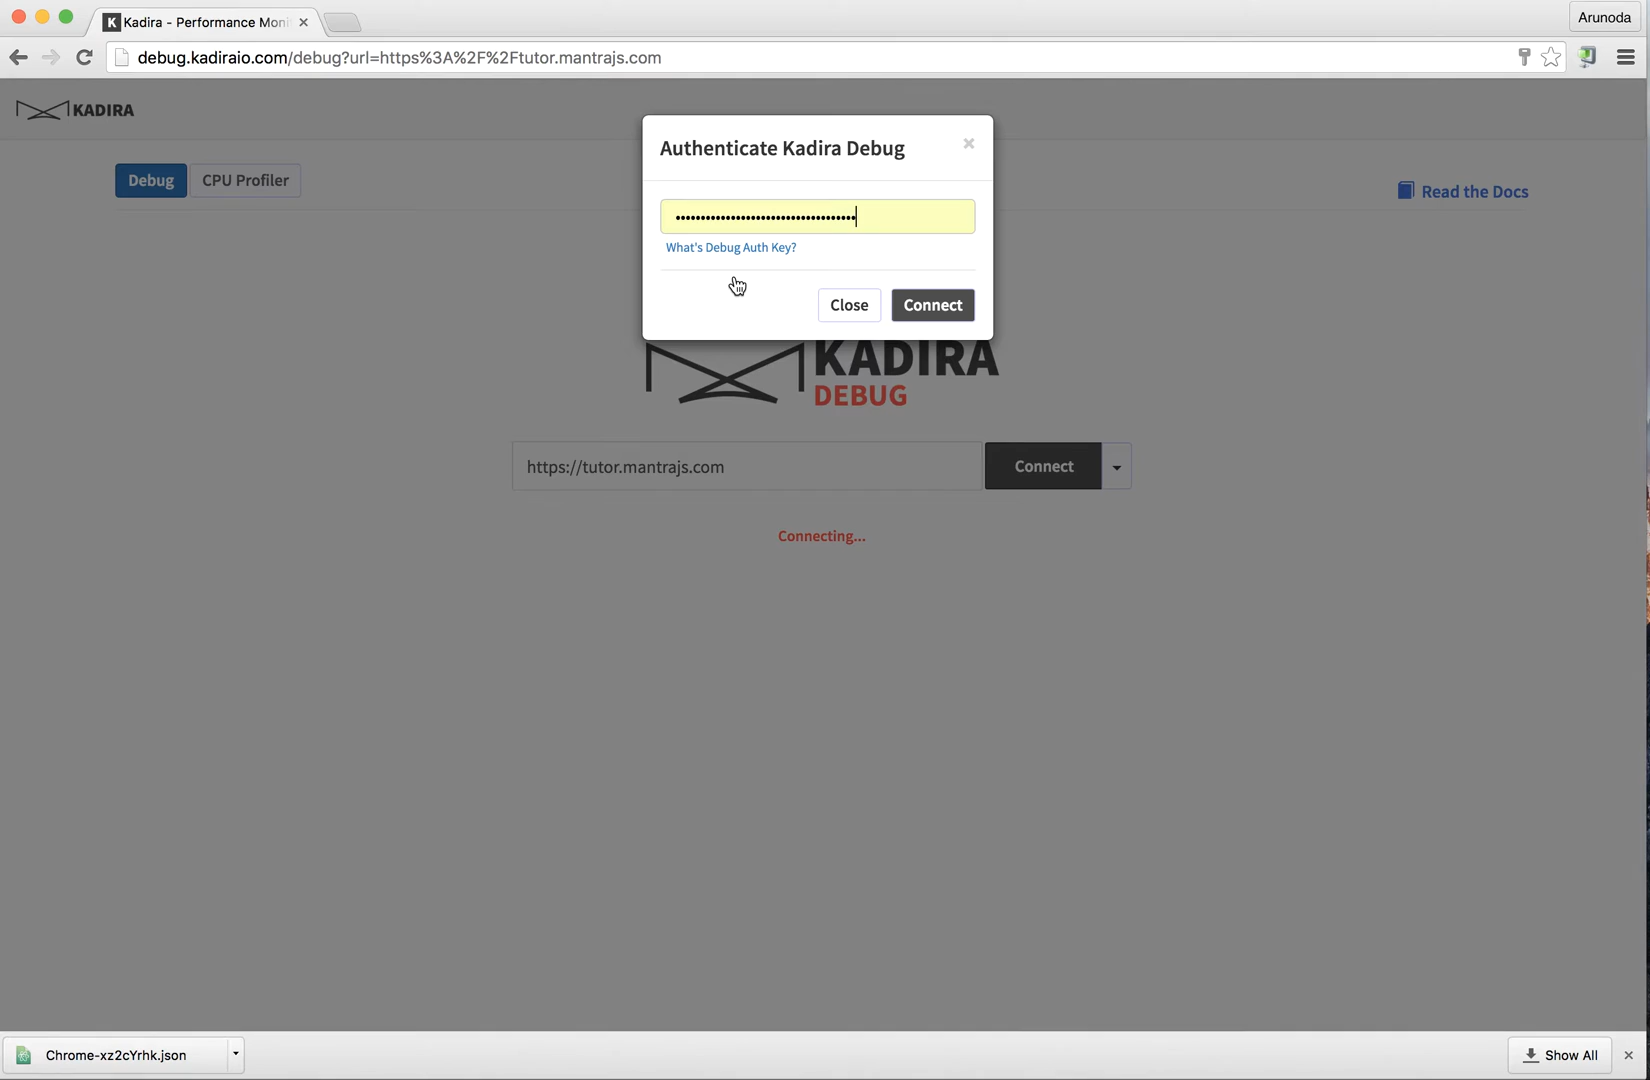 K Kadira - Performance Moni
Arunoda
debug.kadiraio.com/debug?url=https%3A%2F%2Ftutor.mantrajs.com
KADIRA
Authenticate Kadira Debug
Debug
CPU Profiler
Read the Docs
••••••••••••••••••••••••••••••••••••
What's Debug Auth Key?
Close
Connect
KADIRA
DEBUG
https://tutor.mantrajs.com
Connect
Connecting...
Chrome-xz2cYrhk.json
Show All